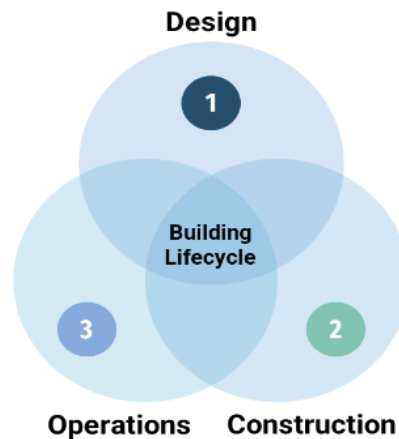 Design
1
Building
Lifecycle
3
2
Operations
Construction